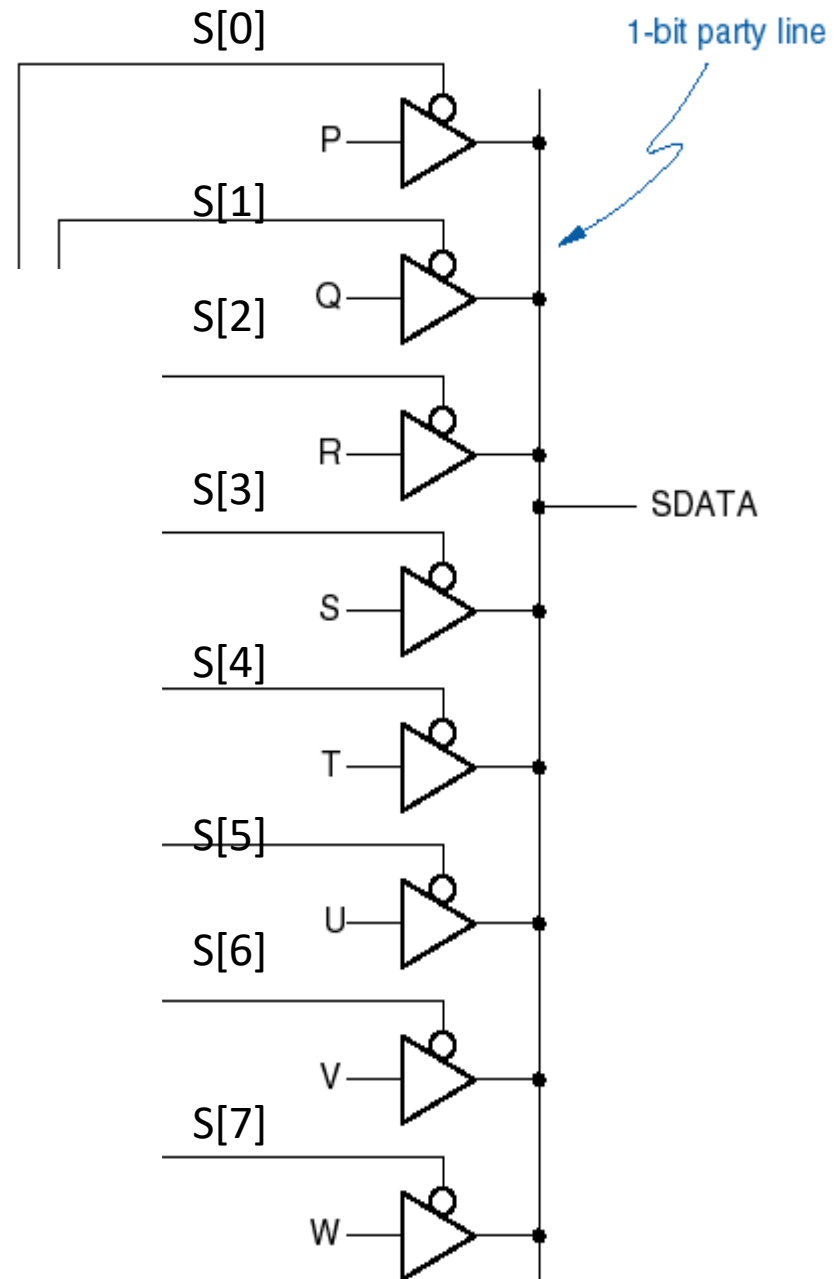 S[0]
1-bit party line
P
S[1]
Q
S[2]
R
S[3]
SDATA
S
S[4]
T
S[5]
U
S[6]
V
S[7]
W